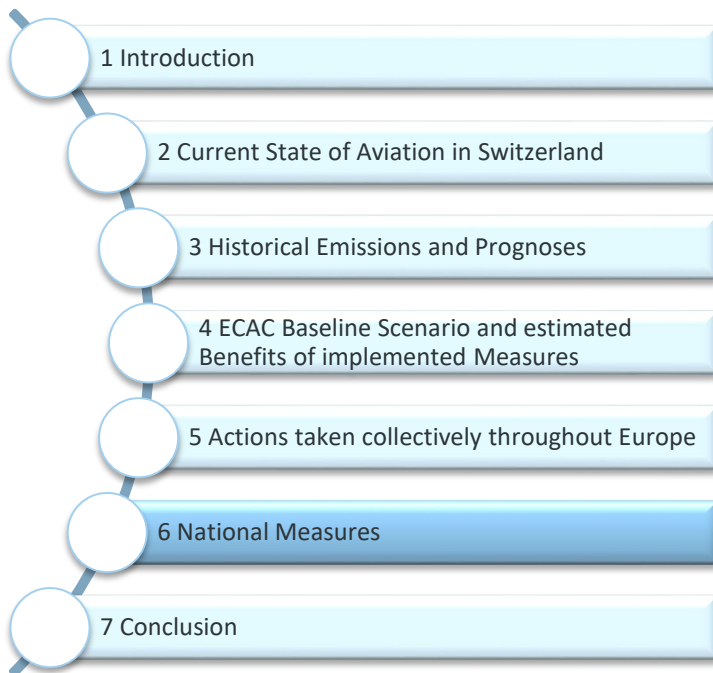 1 Introduction
2 Current State of Aviation in Switzerland
3 Historical Emissions and Prognoses
4 ECAC Baseline Scenario and estimated
Benefits of implemented Measures
5 Actions taken collectively throughout Europe
6 National Measures
7 Conclusion